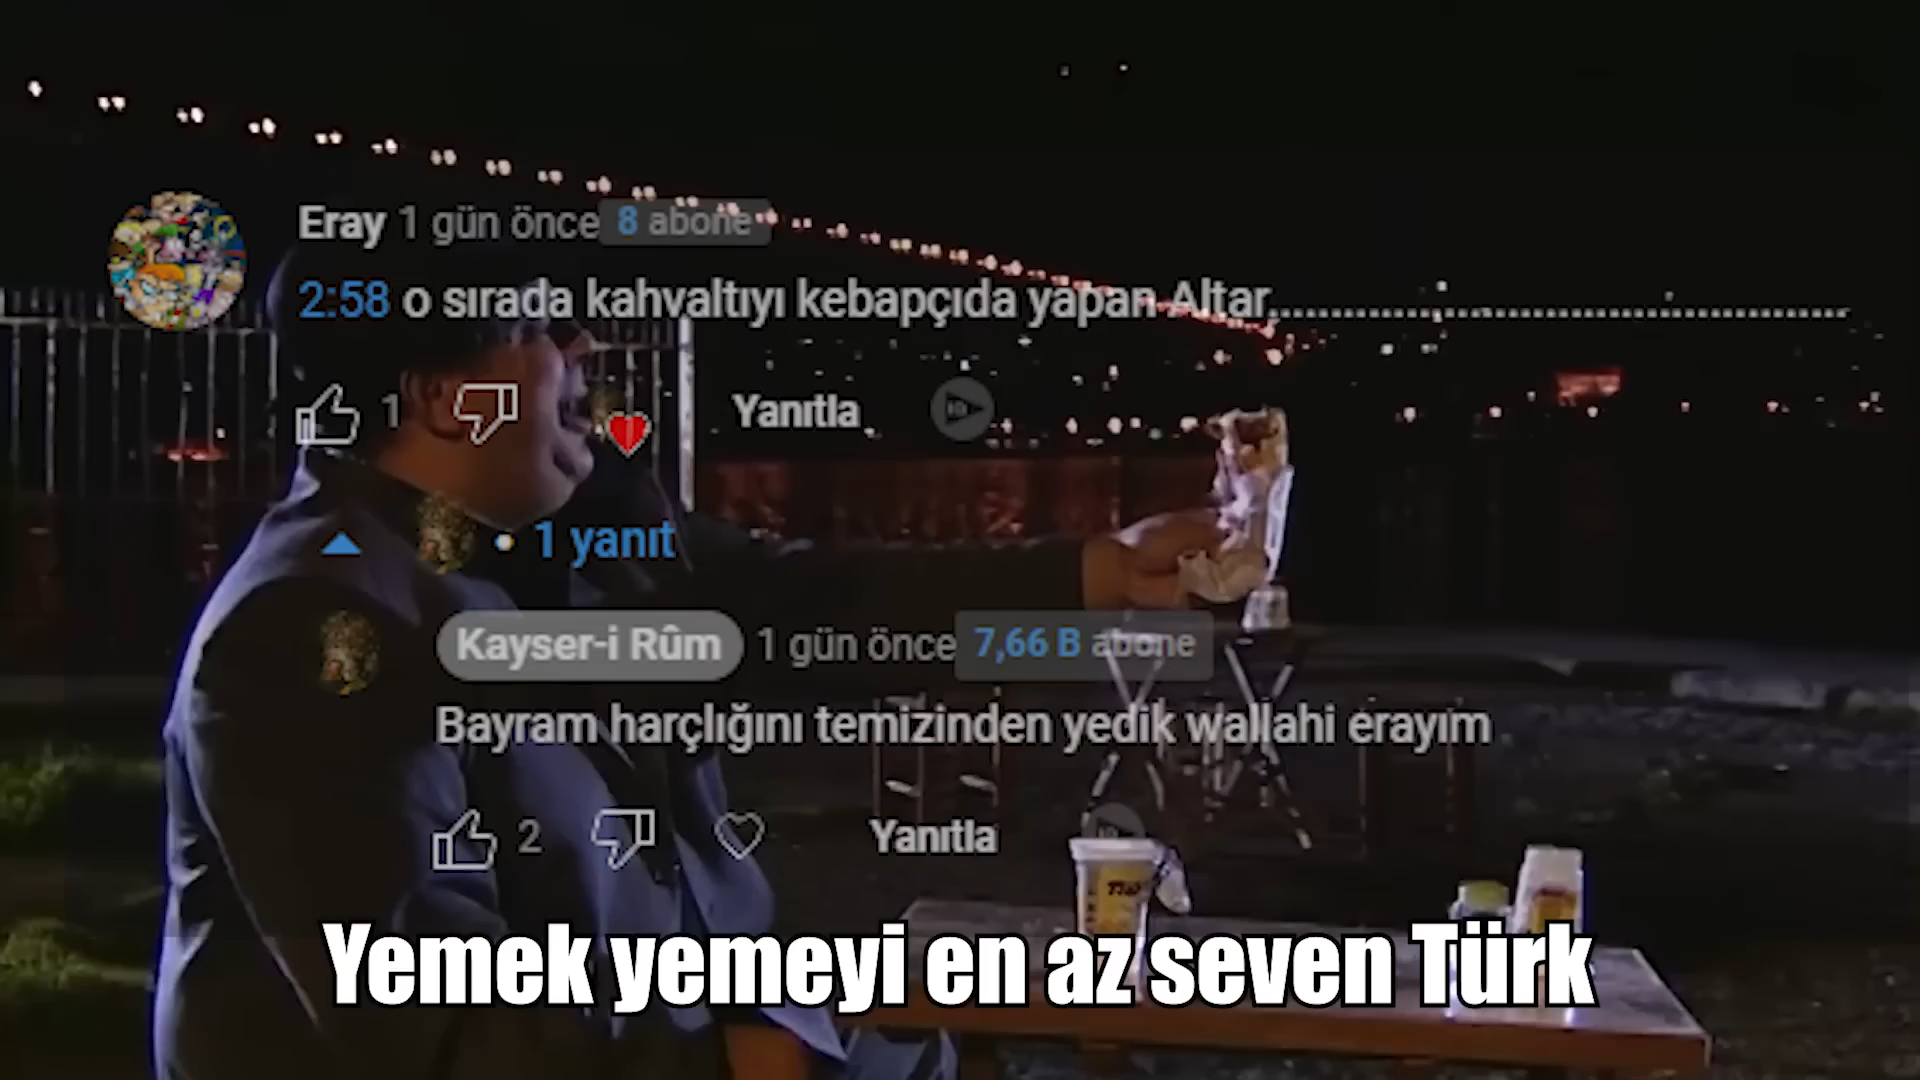 Eray 1 gün önce 8 abone
2:58 o sırada kahvaltıyı kebapçıda yapan Altar................................................
1 Yanıtla
1 yanıt
Kayser-i Rûm 1 gün önce 7,66 B abone
Bayram harçlığını temizinden yedik wallahi erayım
2 Yanıtla
Yemek yemeyi en az seven Türk